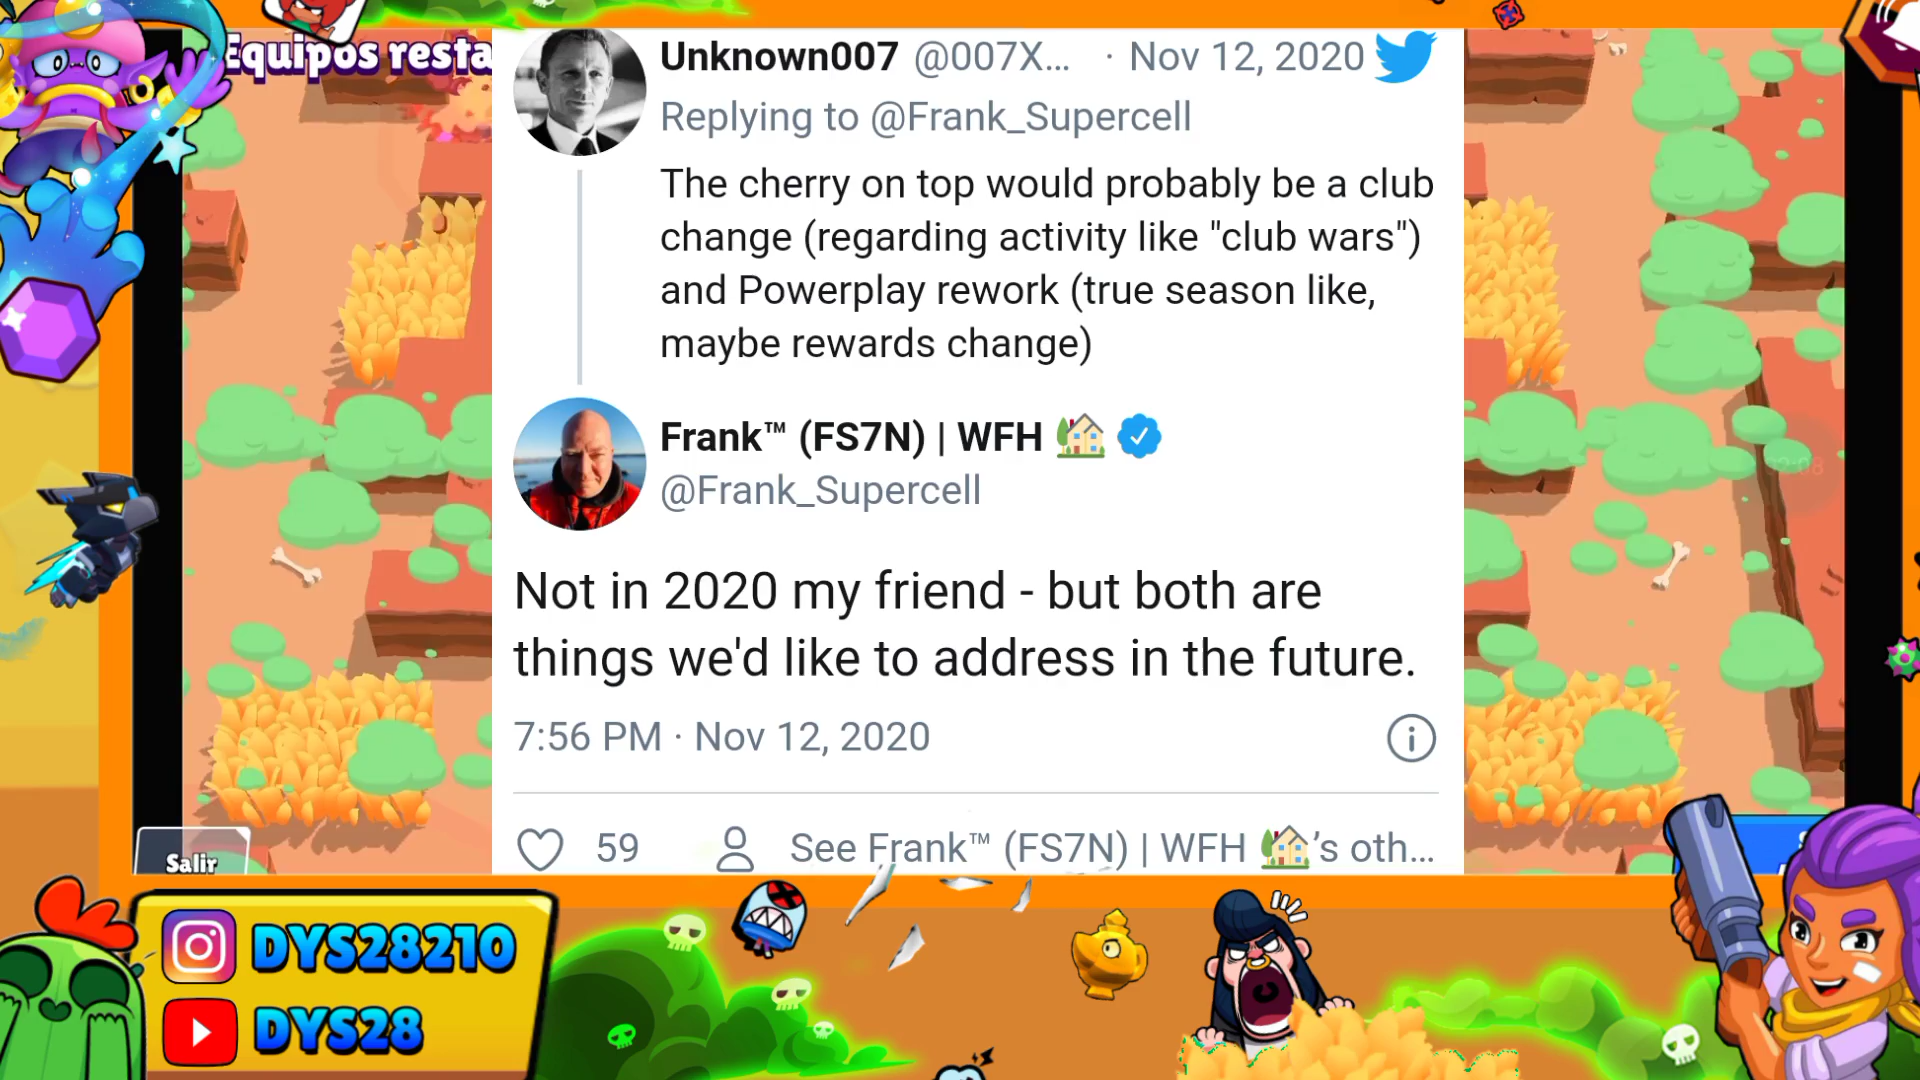 Equipos resta
Unknown007 @007X... · Nov 12, 2020
Replying to @Frank_Supercell
The cherry on top would probably be a club
change (regarding activity like "club wars")
and Powerplay rework (true season like,
maybe rewards change)
Frank™ (FS7N) | WFH 🏡
@Frank_Supercell
Not in 2020 my friend - but both are
things we'd like to address in the future.
7:56 PM · Nov 12, 2020
59 See Frank™ (FS7N) | WFH 🏡's oth...
Salir
DYS28210
DYS28